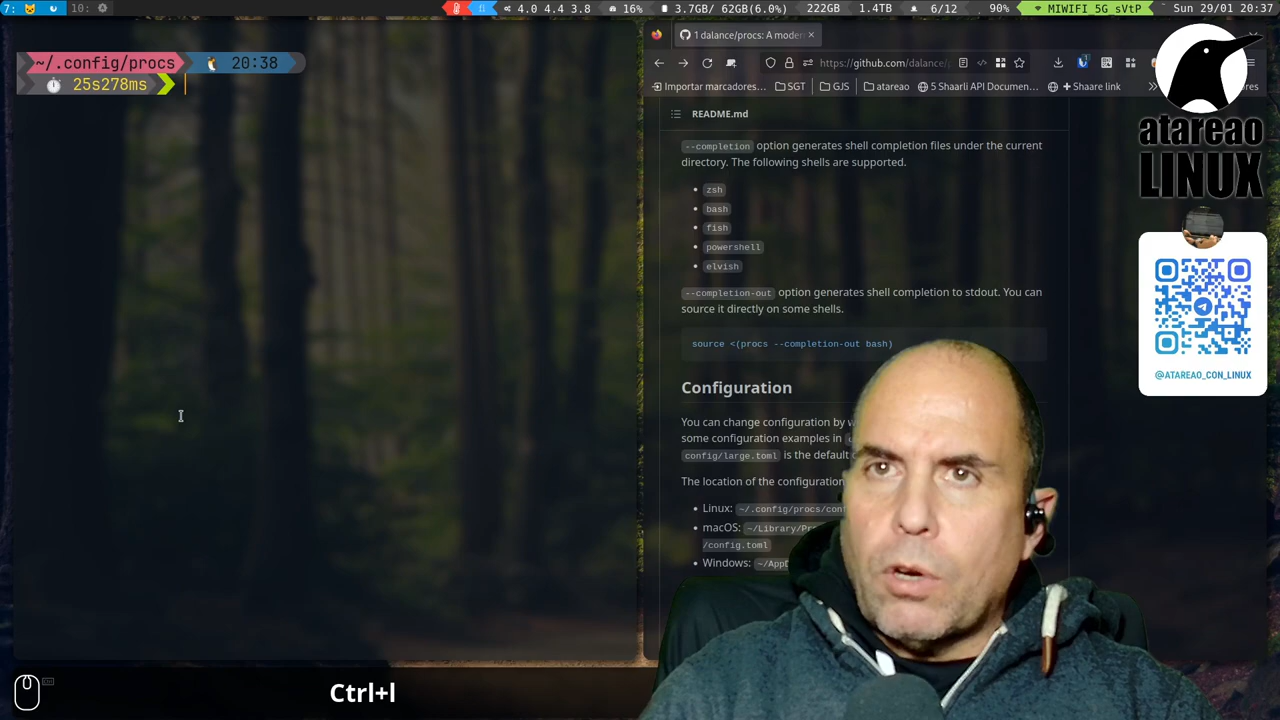 7: 10: 4.0 4.4 3.8 16% 3.7GB/ 62GB(6.0%) 222GB 1.4TB 6/12 90% MIWIFI 5G sVtP Sun 29/01 20:37
~/.config/procs 20:38
25s278ms
1 dalance/procs: A moder
https://github.com/dalance/
Importar marcadores… SGT GJS atareao 5 Shaarli API Documen… + Shaare link
README.md
--completion option generates shell completion files under the current
directory. The following shells are supported.
• zsh
• bash
• fish
• powershell
• elvish
--completion-out option generates shell completion to stdout. You can
source it directly on some shells.
source <(procs --completion-out bash)
Configuration
You can change configuration by
some configuration examples in
config/large.toml is the default
The location of the configuration
• Linux: ~/.config/procs/
• macOS: ~/Library/
/config.toml
• Windows:
atareao
LINUX
@ATAREAO_CON_LINUX
Ctrl+l